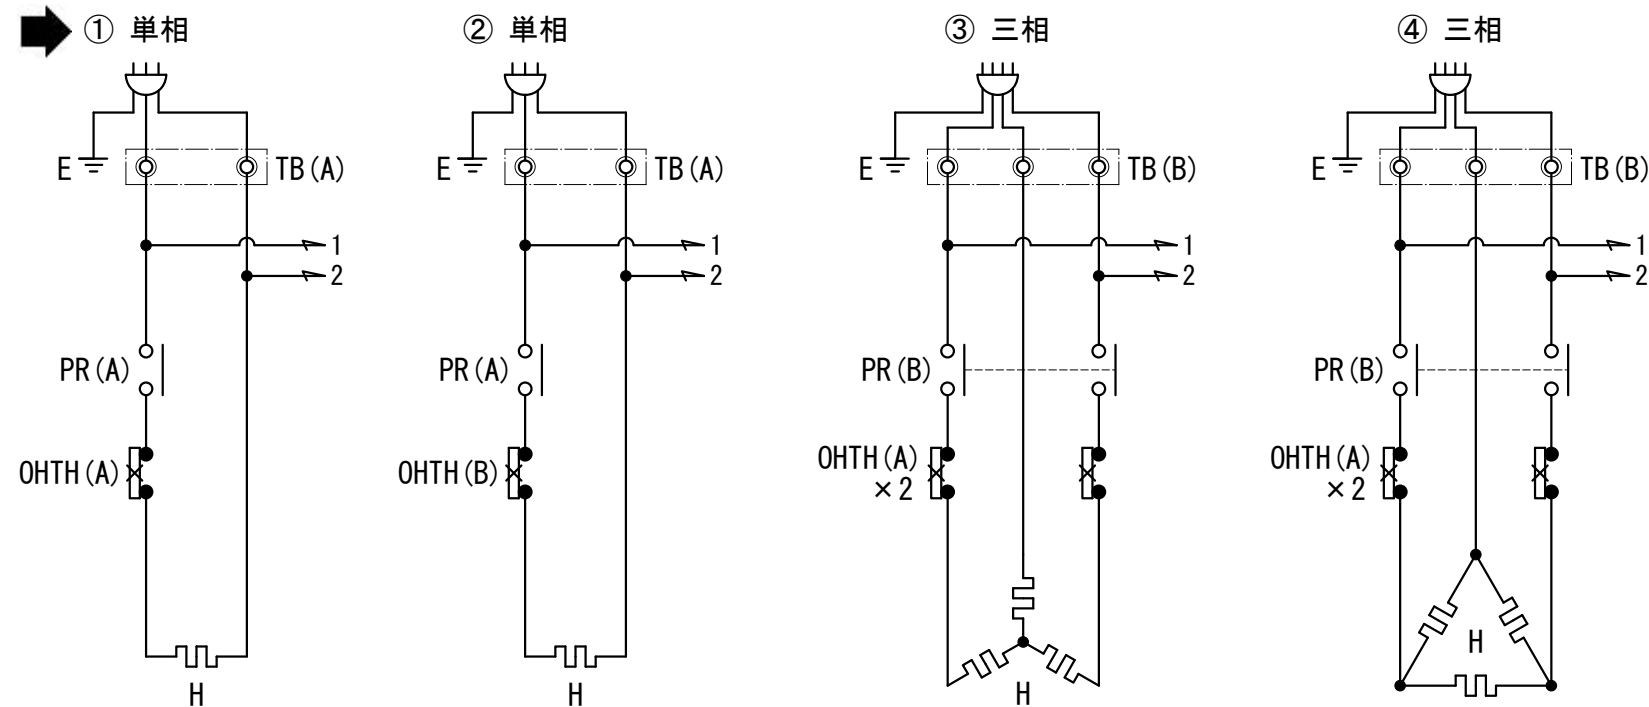 ① 単相
② 単相
③ 三相
④ 三相
E
TB(A)
E
TB(A)
E
TB(B)
E
TB(B)
1
2
1
2
1
2
1
2
PR(A)
PR(A)
PR(B)
PR(B)
OHTH(A)
OHTH(B)
OHTH(A)
×2
OHTH(A)
×2
H
H
H
H